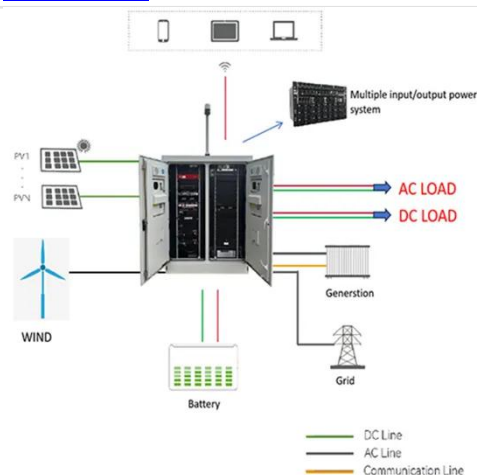 Multiple input/output power
system
PV1
PVN
AC LOAD
DC LOAD
Generstion
WIND
Grid
Battery
DC Line
AC Line
Communication Line